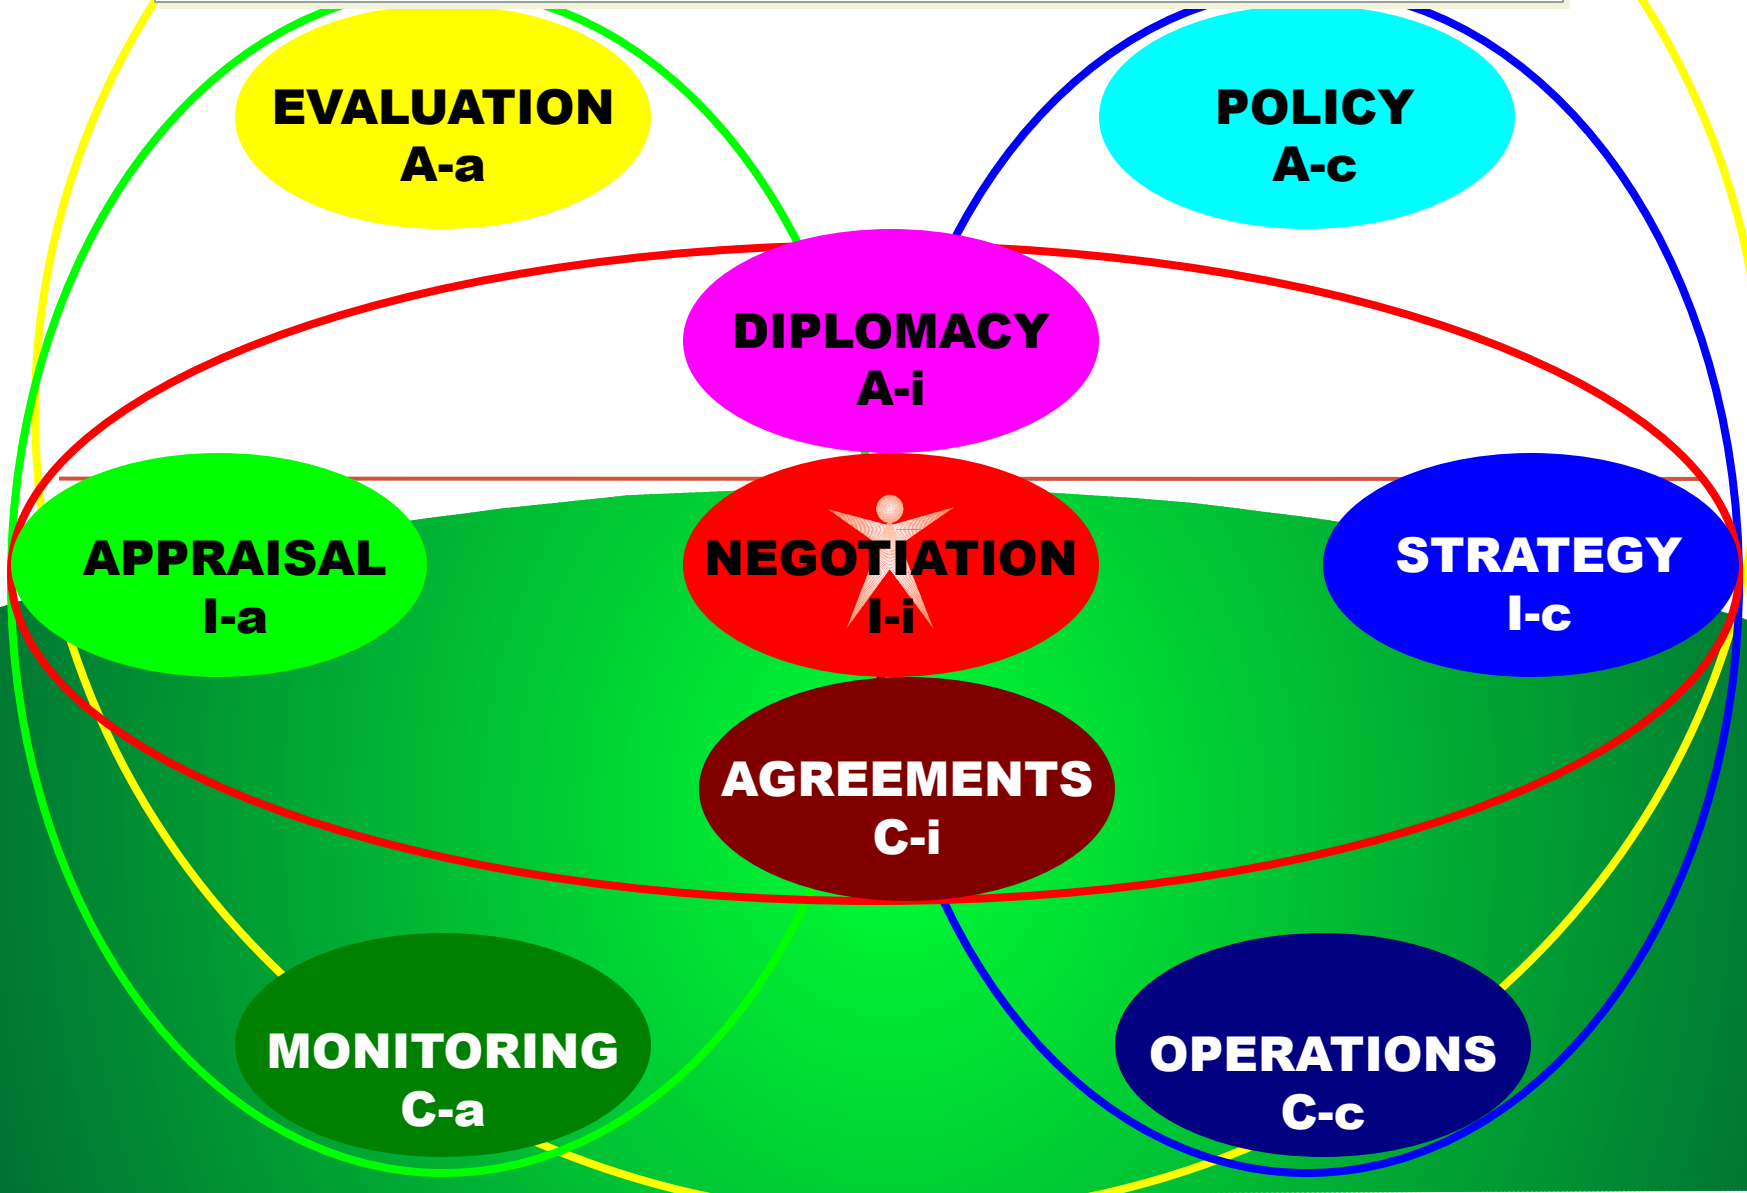 EVALUATION
A-a
POLICY
A-c
DIPLOMACY
A-i
APPRAISAL
I-a
NEGOTIATION
I-i
STRATEGY
I-c
AGREEMENTS
C-i
MONITORING
C-a
OPERATIONS
C-c